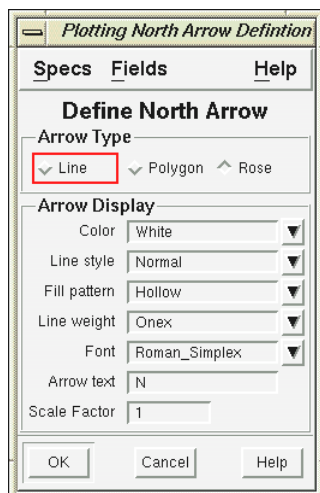 Plotting North Arrow Defintion
Specs Fields Help
Define North Arrow
Arrow Type
Line Polygon Rose
Arrow Display
Color White
Line style Normal
Fill pattern Hollow
Line weight Onex
Font Roman_Simplex
Arrow text N
Scale Factor 1
OK Cancel Help